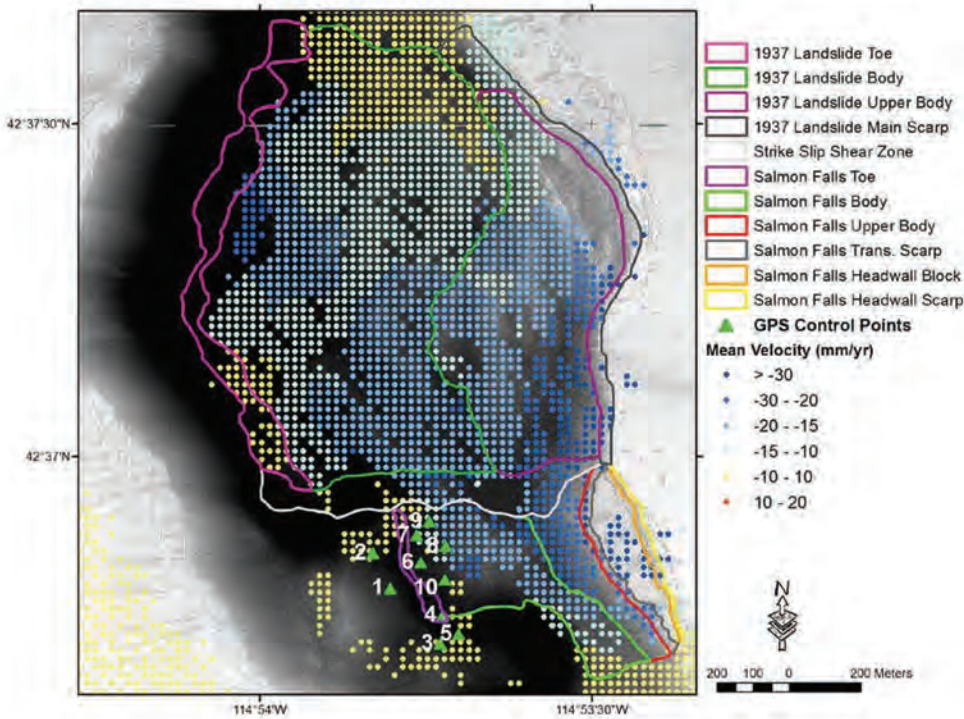 42°37'30"N
42°37'N
114°54'W
114°53'30"W
9
7
8
2
6
1
10
4
5
3
1937 Landslide Toe
1937 Landslide Body
1937 Landslide Upper Body
1937 Landslide Main Scarp
Strike Slip Shear Zone
Salmon Falls Toe
Salmon Falls Body
Salmon Falls Upper Body
Salmon Falls Trans. Scarp
Salmon Falls Headwall Block
Salmon Falls Headwall Scarp
GPS Control Points
Mean Velocity (mm/yr)
> -30
-30 - -20
-20 - -15
-15 - -10
-10 - 10
10 - 20
N
200 100 0 200 Meters